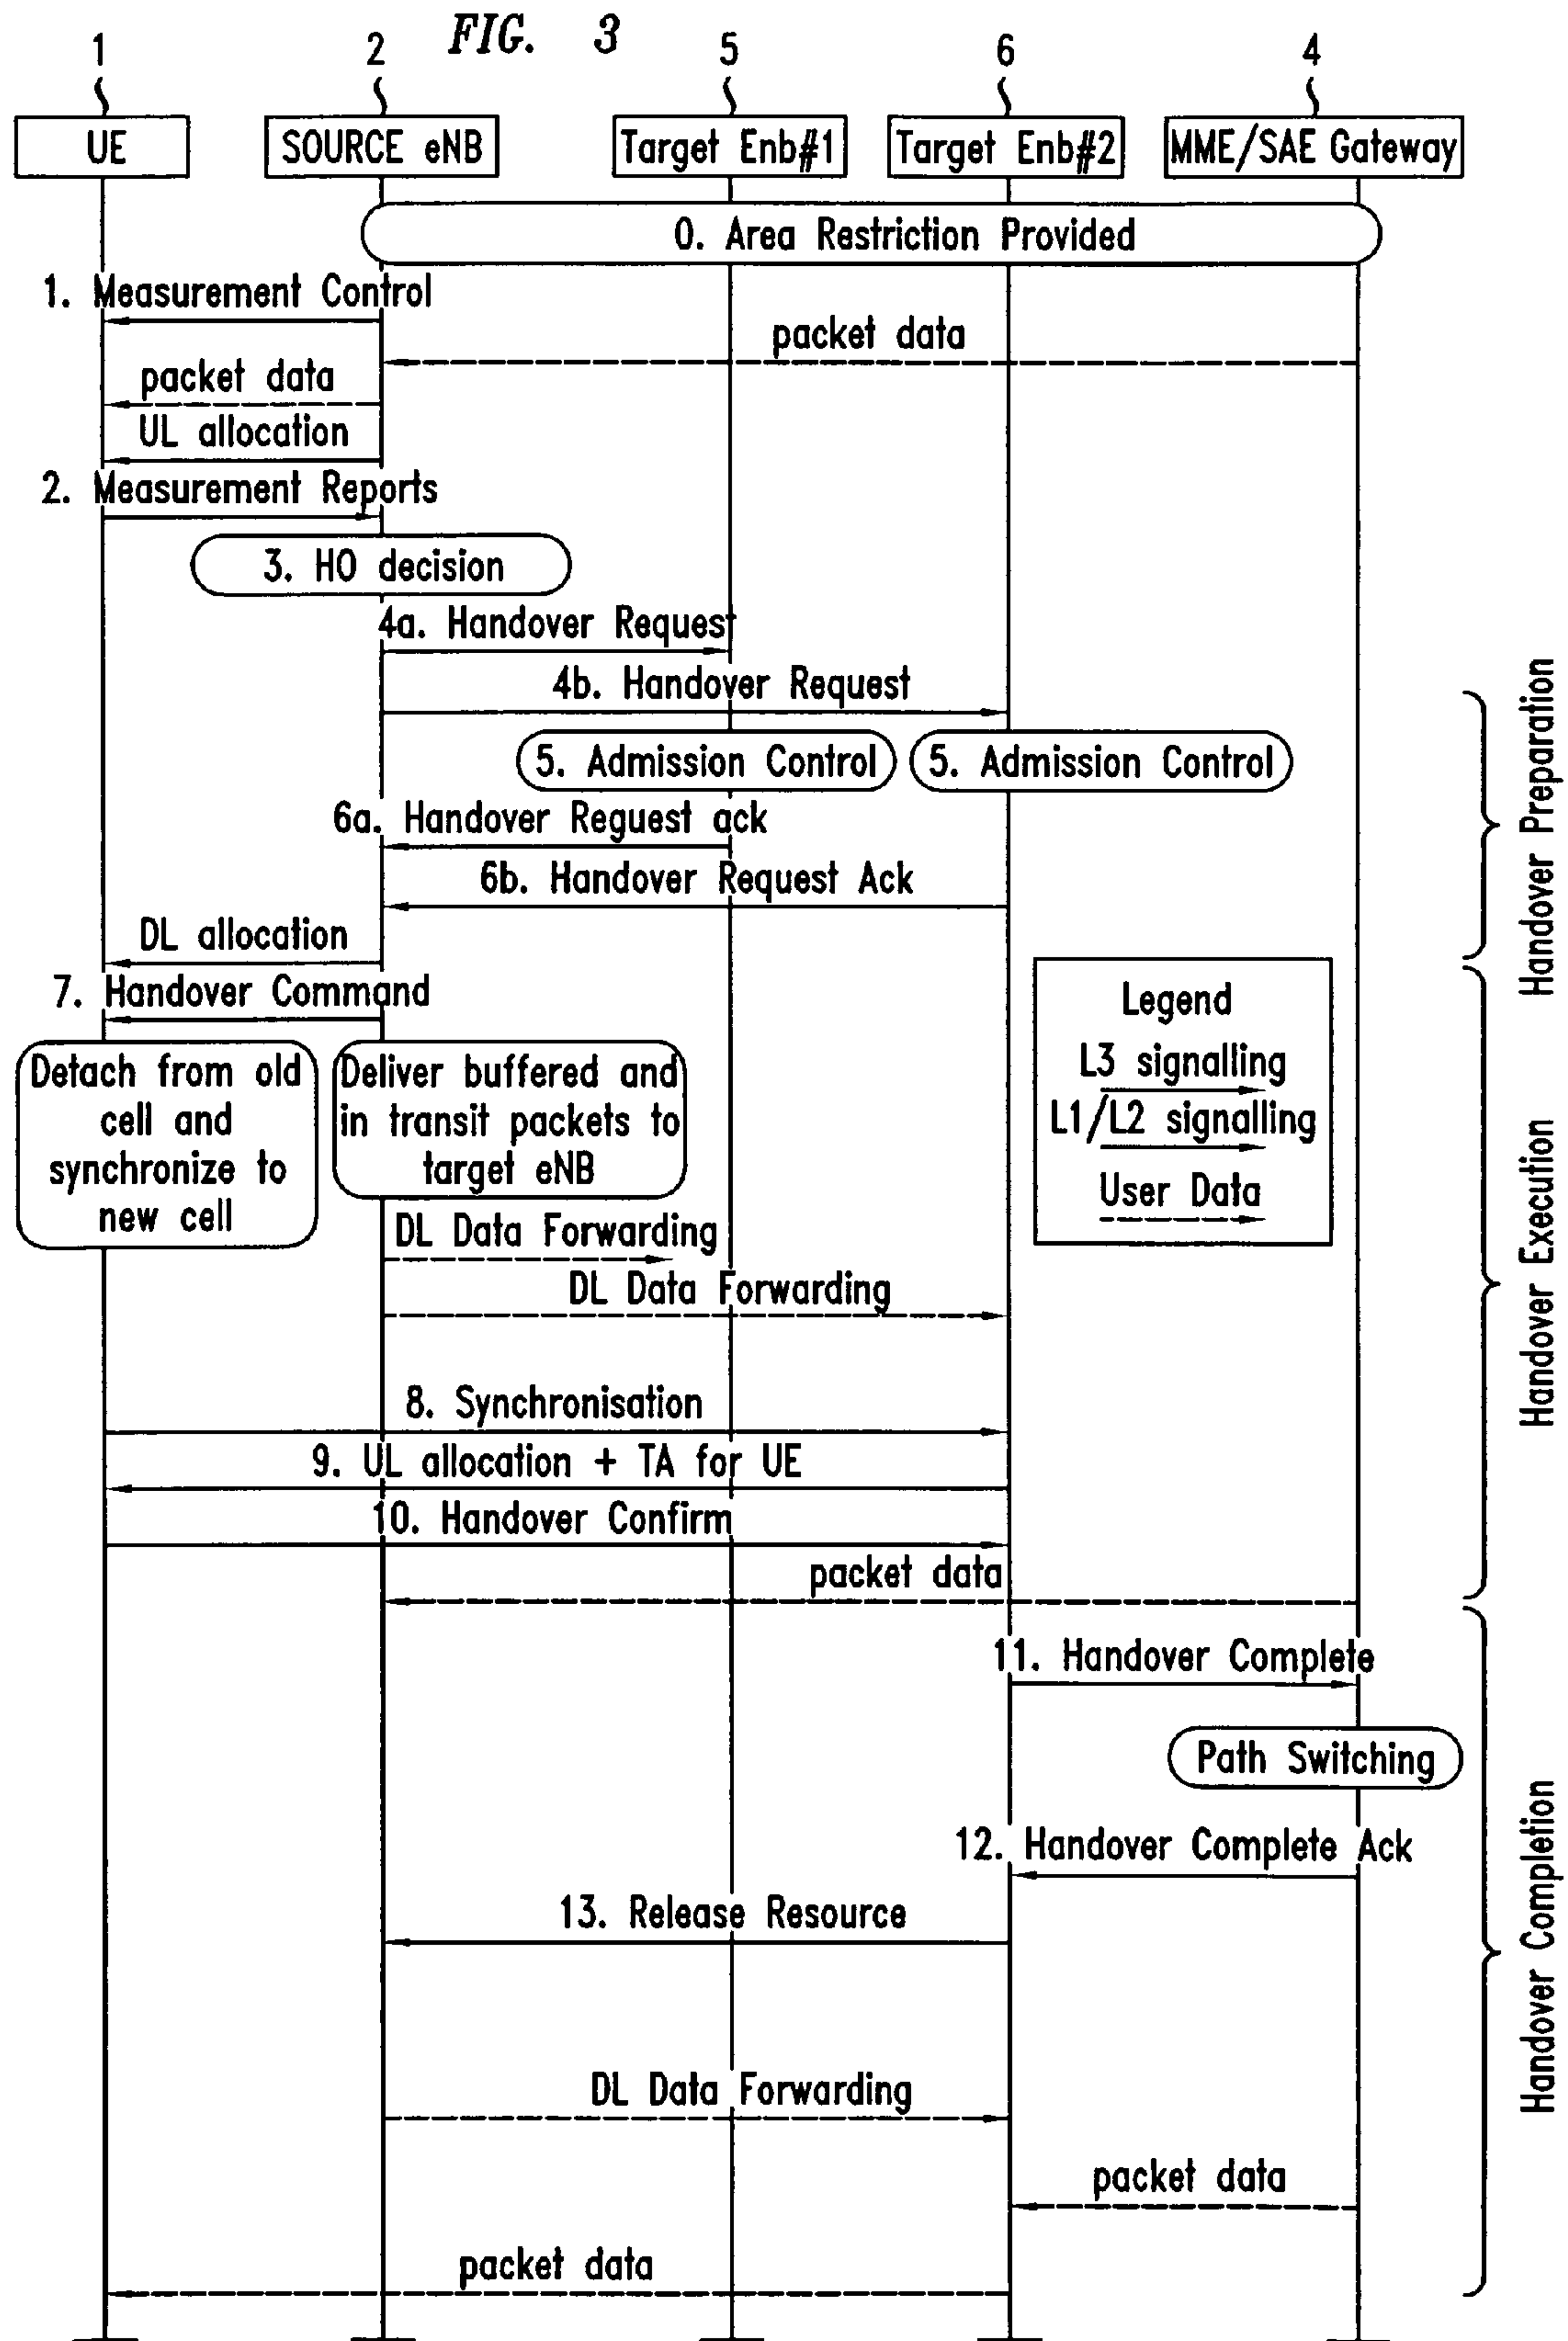 FIG. 3
1 2 5 6 4
UE SOURCE eNB Target Enb#1 Target Enb#2 MME/SAE Gateway
0. Area Restriction Provided
1. Measurement Control
packet data
packet data
UL allocation
2. Measurement Reports
3. HO decision
4a. Handover Request
4b. Handover Request
5. Admission Control 5. Admission Control
6a. Handover Reguest ack
6b. Handover Request Ack
DL allocation
7. Handover Command
Detach from old
cell and
synchronize to
new cell
Deliver buffered and
in transit packets to
target eNB
Legend
L3 signalling
L1/L2 signalling
User Data
DL Data Forwarding
DL Data Forwarding
8. Synchronisation
9. UL allocation + TA for UE
10. Handover Confirm
packet data
11. Handover Complete
Path Switching
12. Handover Complete Ack
13. Release Resource
DL Data Forwarding
packet data
packet data
Handover Preparation
Handover Execution
Handover Completion